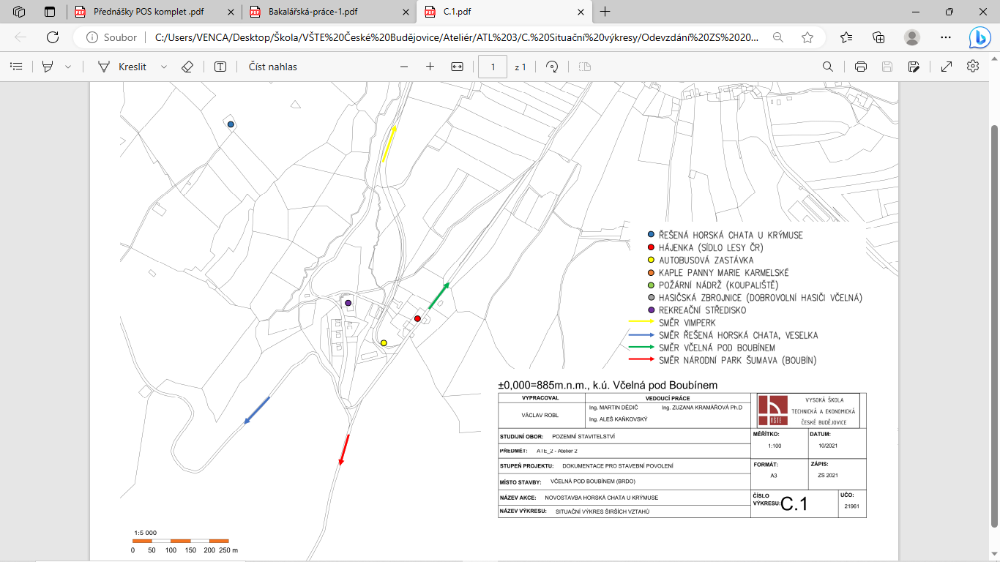 Přednášky POS komplet .pdf
Bakalářská-práce-1.pdf
C.1.pdf
Soubor
C:/Users/VENCA/Desktop/Škola/VŠTE%20České%20Budějovice/Ateliér/ATL%203/C.%20Situační%20výkresy/Odevzdání%20ZS%2020...
Kreslit
Číst nahlas
1
z 1
ŘEŠENÁ HORSKÁ CHATA U KRÝMUSE
HÁJENKA (SÍDLO LESY ČR)
AUTOBUSOVÁ ZASTÁVKA
KAPLE PANNY MARIE KARMELSKÉ
POŽÁRNÍ NÁDRŽ (KOUPALIŠTĚ)
HASIČSKÁ ZBROJNICE (DOBROVOLNÍ HASIČI VČELNÁ)
REKREAČNÍ STŘEDISKO
SMĚR VIMPERK
SMĚR ŘEŠENÁ HORSKÁ CHATA, VESELKA
SMĚR VČELNÁ POD BOUBÍNEM
SMĚR NÁRODNÍ PARK ŠUMAVA (BOUBÍN)
±0,000=885m.n.m., k.ú. Včelná pod Boubínem
VYPRACOVAL
VEDOUCÍ PRÁCE
VÁCLAV ROBL
Ing. MARTIN DĚDIČ
Ing. ZUZANA KRAMÁŘOVÁ Ph.D
Ing. ALEŠ KAŇKOVSKÝ
VŠTE
VYSOKÁ ŠKOLA
TECHNICKÁ A EKONOMICKÁ
ČESKÉ BUDĚJOVICE
STUDIJNÍ OBOR: POZEMNÍ STAVITELSTVÍ
PŘEDMĚT: ATE_2 - Atelier 2
STUPEŇ PROJEKTU: DOKUMENTACE PRO STAVEBNÍ POVOLENÍ
MÍSTO STAVBY: VČELNÁ POD BOUBÍNEM (BRDO)
NÁZEV AKCE: NOVOSTAVBA HORSKÁ CHATA U KRÝMUSE
NÁZEV VÝKRESU: SITUAČNÍ VÝKRES ŠIRŠÍCH VZTAHŮ
MĚŘÍTKO:
1:100
DATUM:
10/2021
FORMÁT:
A3
ZÁPIS:
ZS 2021
ČÍSLO
VÝKRESU: C.1
UČO:
21961
1:5 000
0 50 100 150 200 250 m